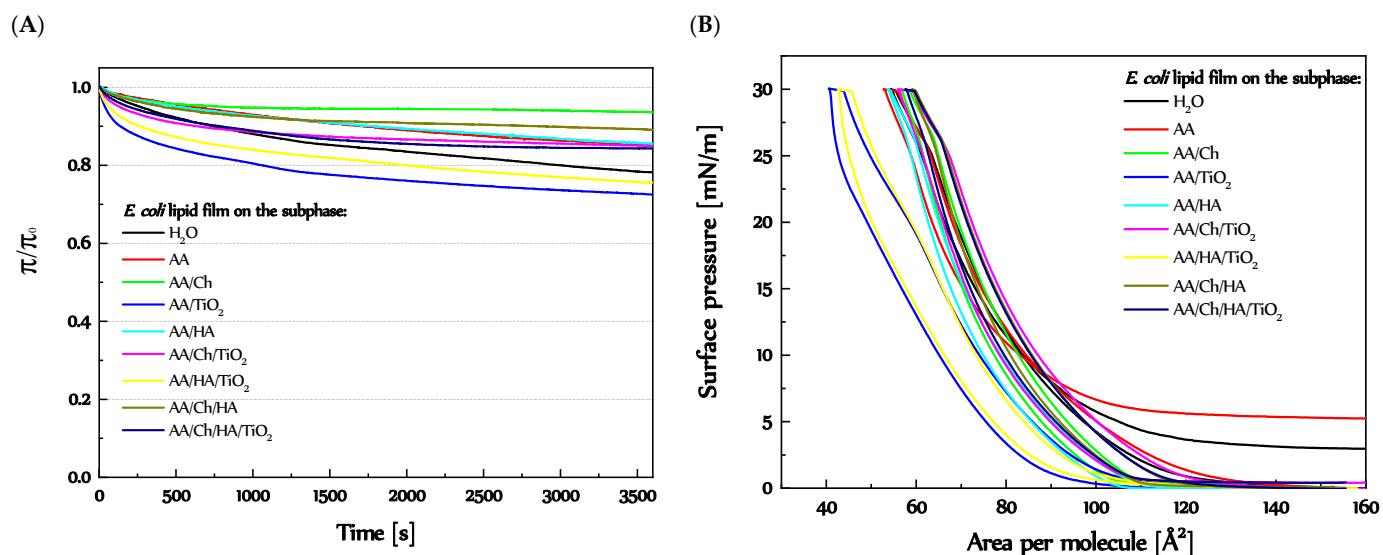 (A)
π/π₀
1.0
0.8
0.6
0.4
0.2
0.0
E. coli lipid film on the subphase:
H₂O
AA
AA/Ch
AA/TiO₂
AA/HA
AA/Ch/TiO₂
AA/HA/TiO₂
AA/Ch/HA
AA/Ch/HA/TiO₂
0 500 1000 1500 2000 2500 3000 3500
Time [s]
(B)
Surface pressure [mN/m]
30
25
20
15
10
5
0
E. coli lipid film on the subphase:
H₂O
AA
AA/Ch
AA/TiO₂
AA/HA
AA/Ch/TiO₂
AA/HA/TiO₂
AA/Ch/HA
AA/Ch/HA/TiO₂
40 60 80 100 120 140 160
Area per molecule [Å²]